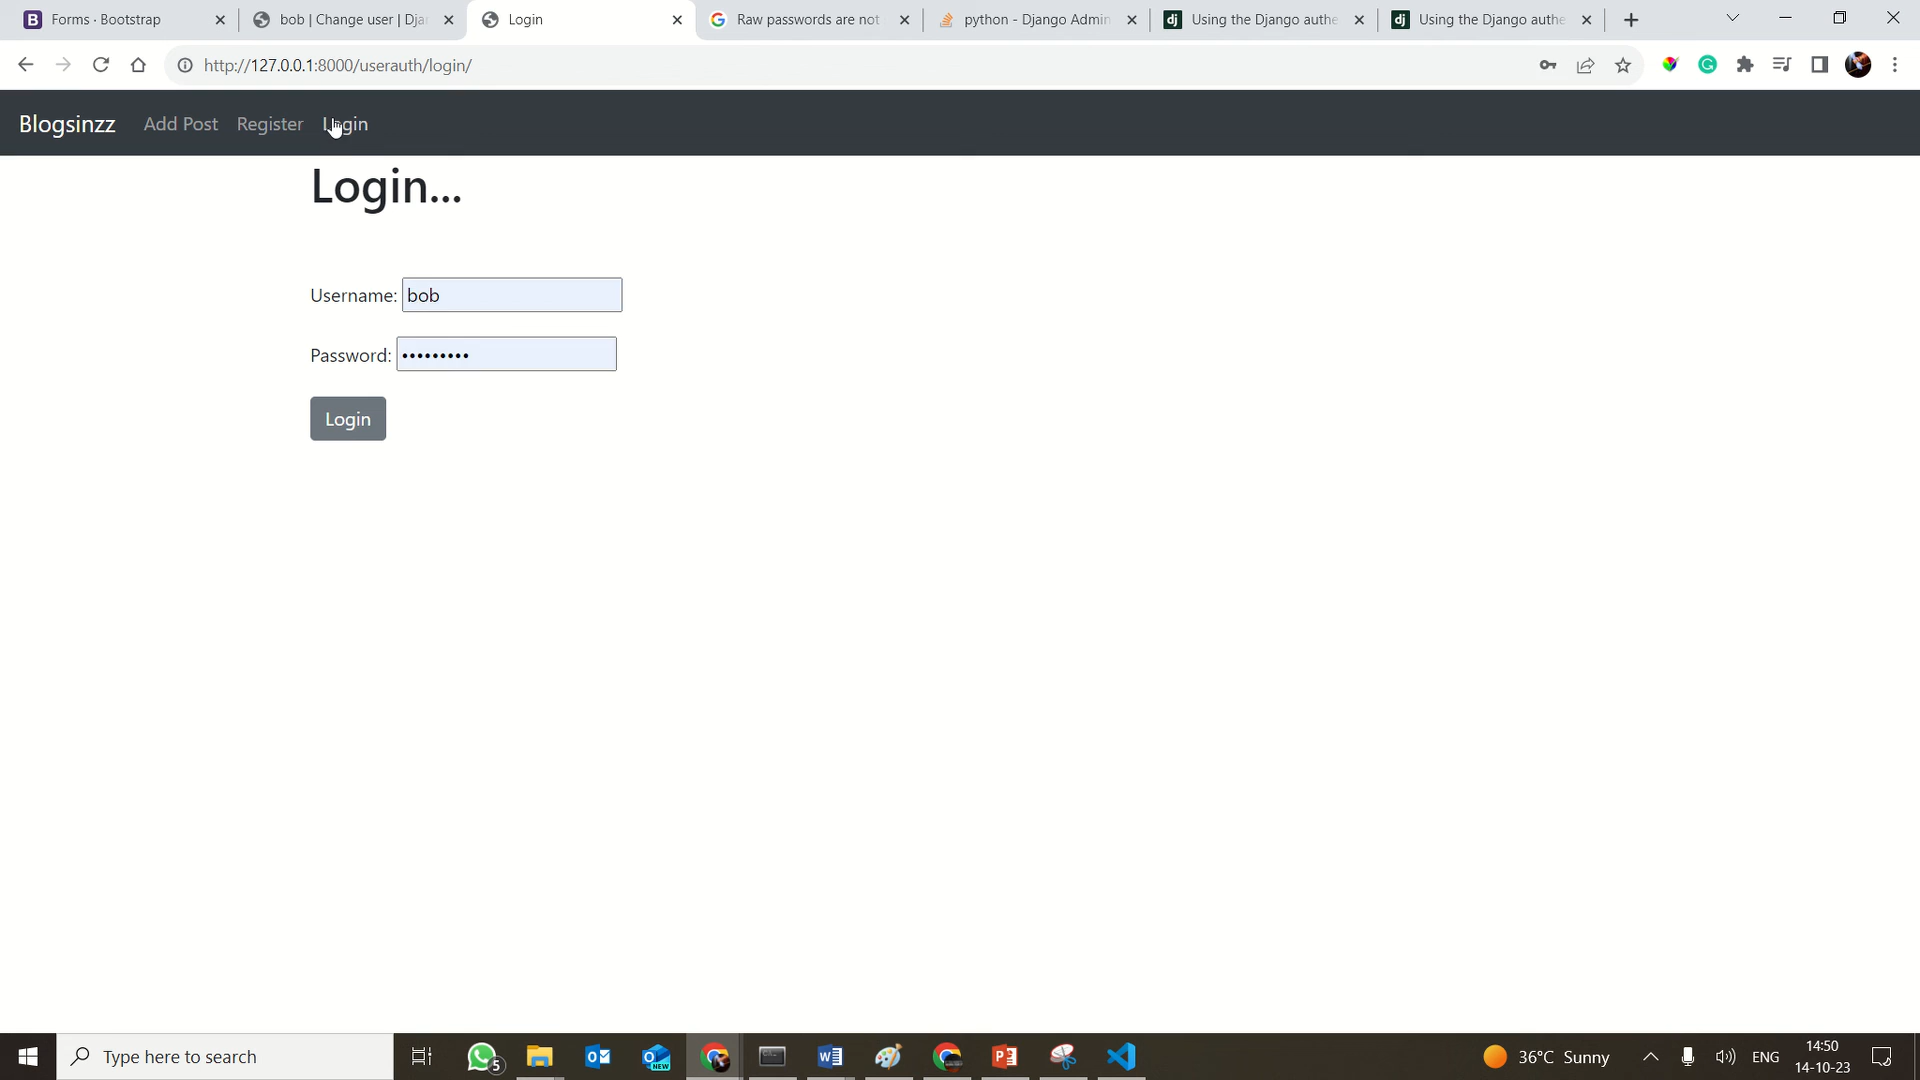 Forms · Bootstrap
bob | Change user | Dja
Login
Raw passwords are not
python - Django Admin
Using the Django authe
Using the Django authe
http://127.0.0.1:8000/userauth/login/
Blogsinzz Add Post Register Login
Login...
Username: bob
Password: •••••••••
Login
Type here to search
5
NEW
36°C Sunny
ENG
14:50
14-10-23